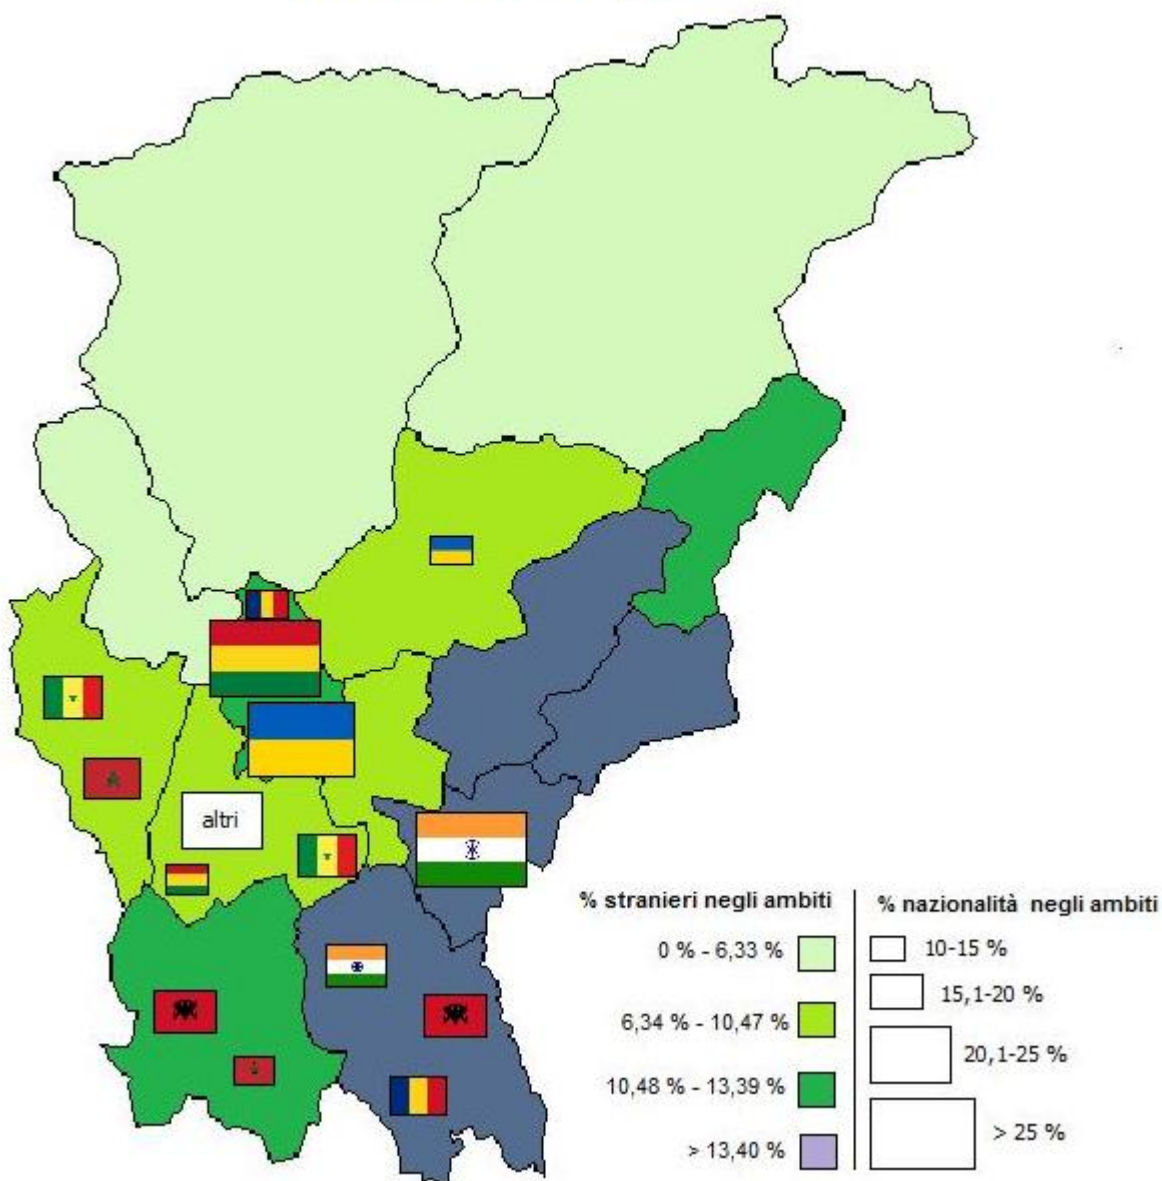 altri
% stranieri negli ambiti
0 % - 6,33 %
6,34 % - 10,47 %
10,48 % - 13,39 %
> 13,40 %
% nazionalità negli ambiti
10-15 %
15,1-20 %
20,1-25 %
> 25 %